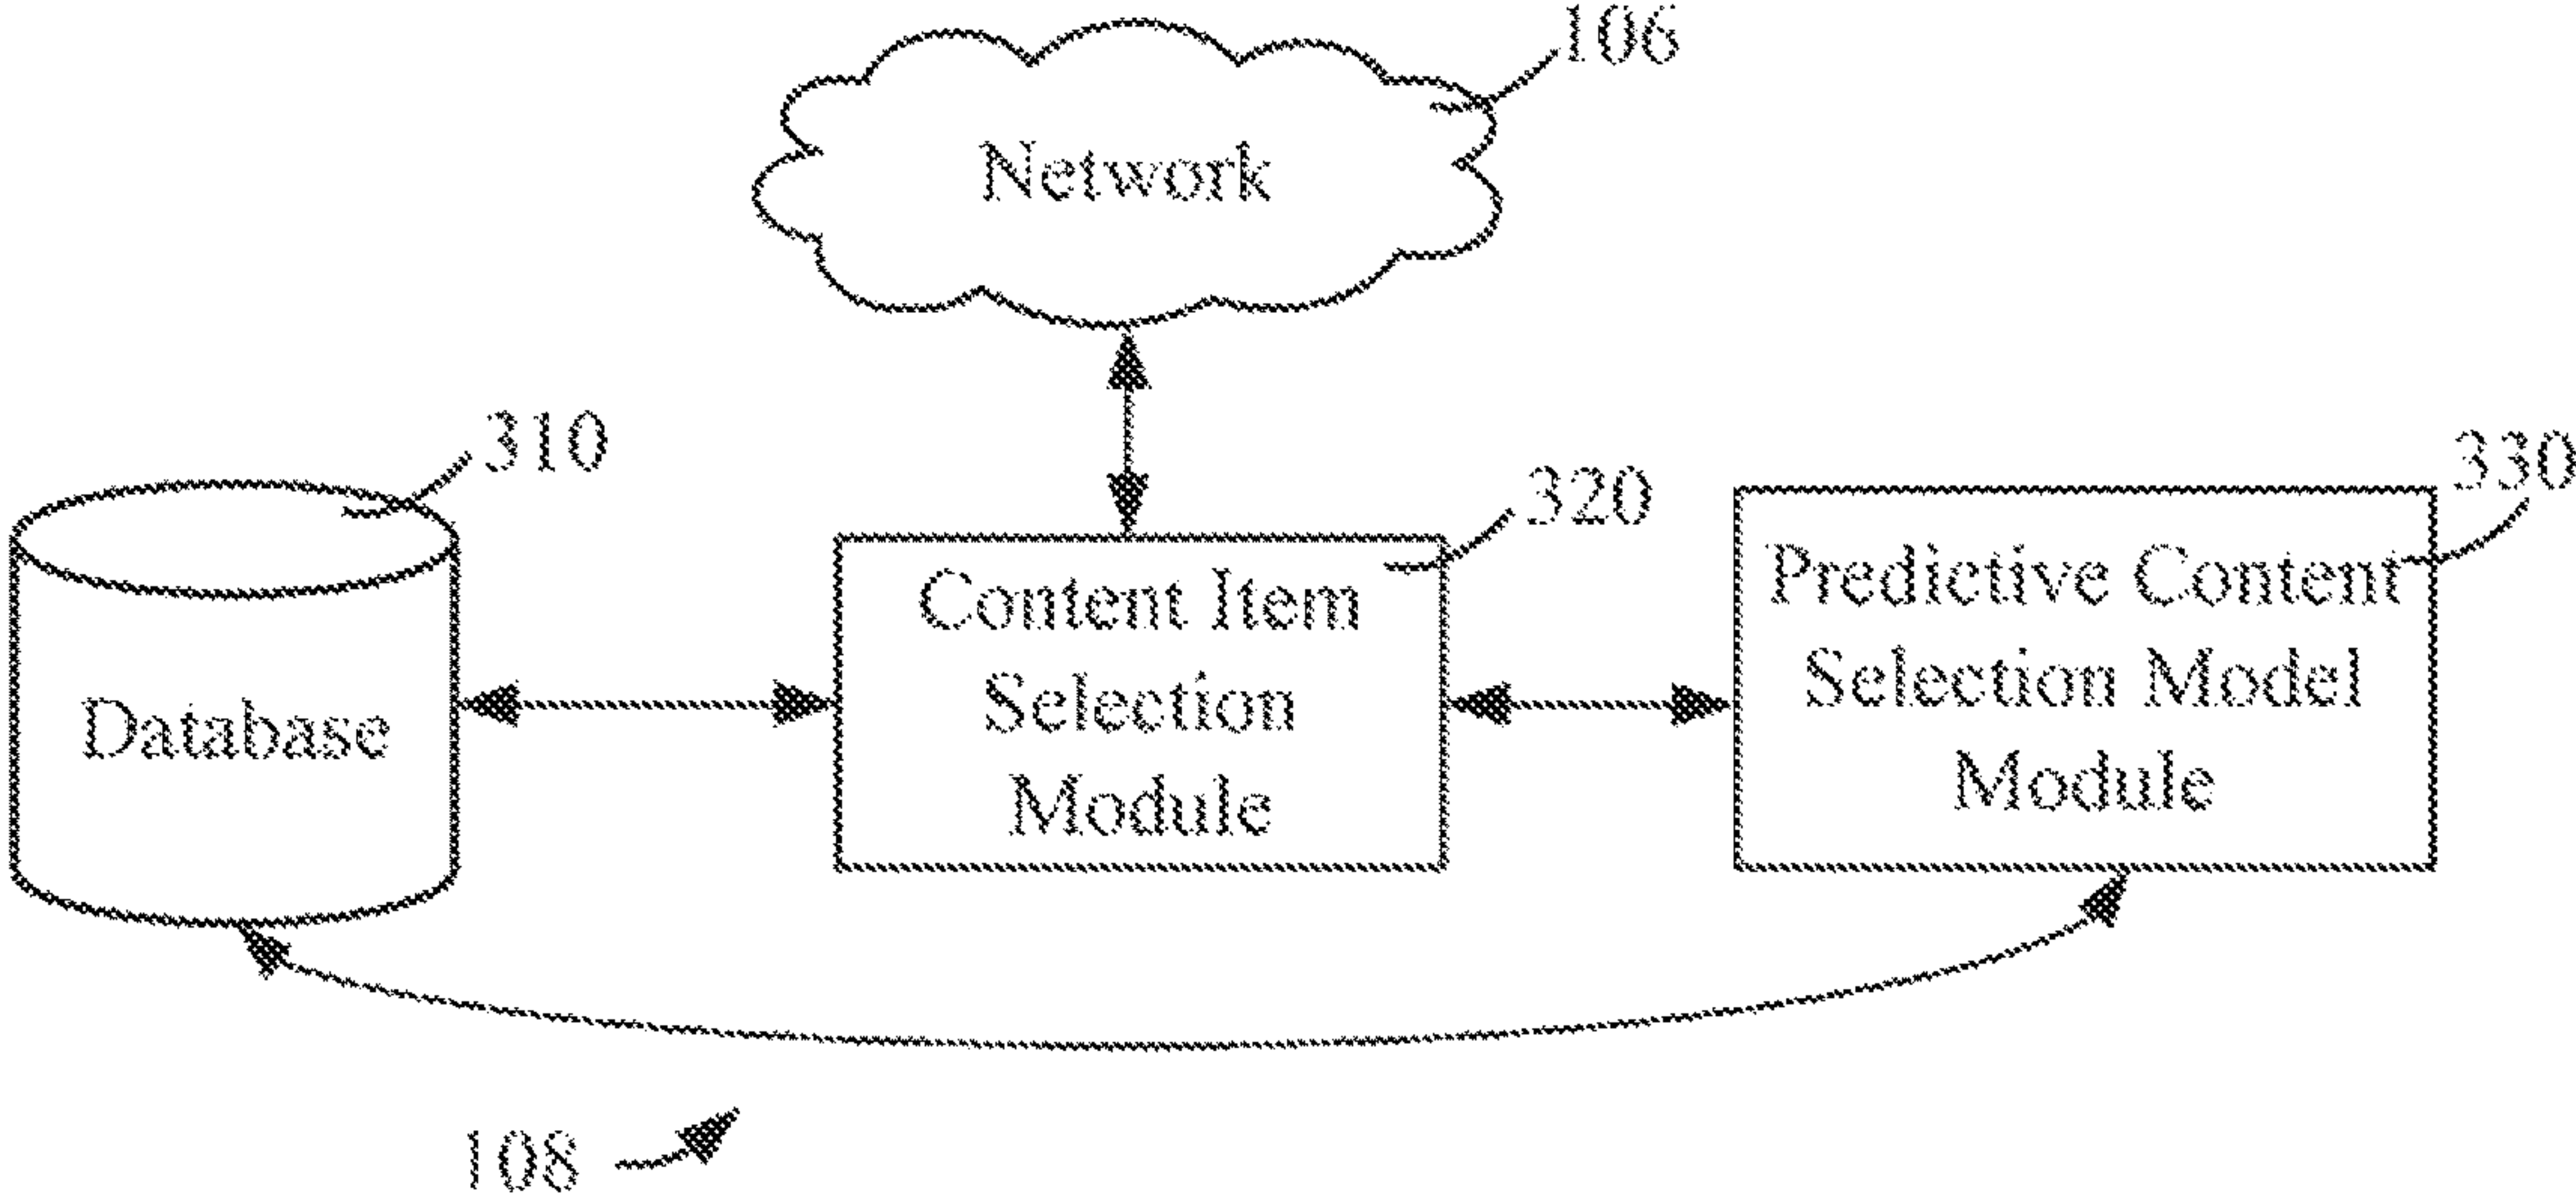 106
Network
310
320
330
Database
Content Item
Selection
Module
Predictive Content
Selection Model
Module
108